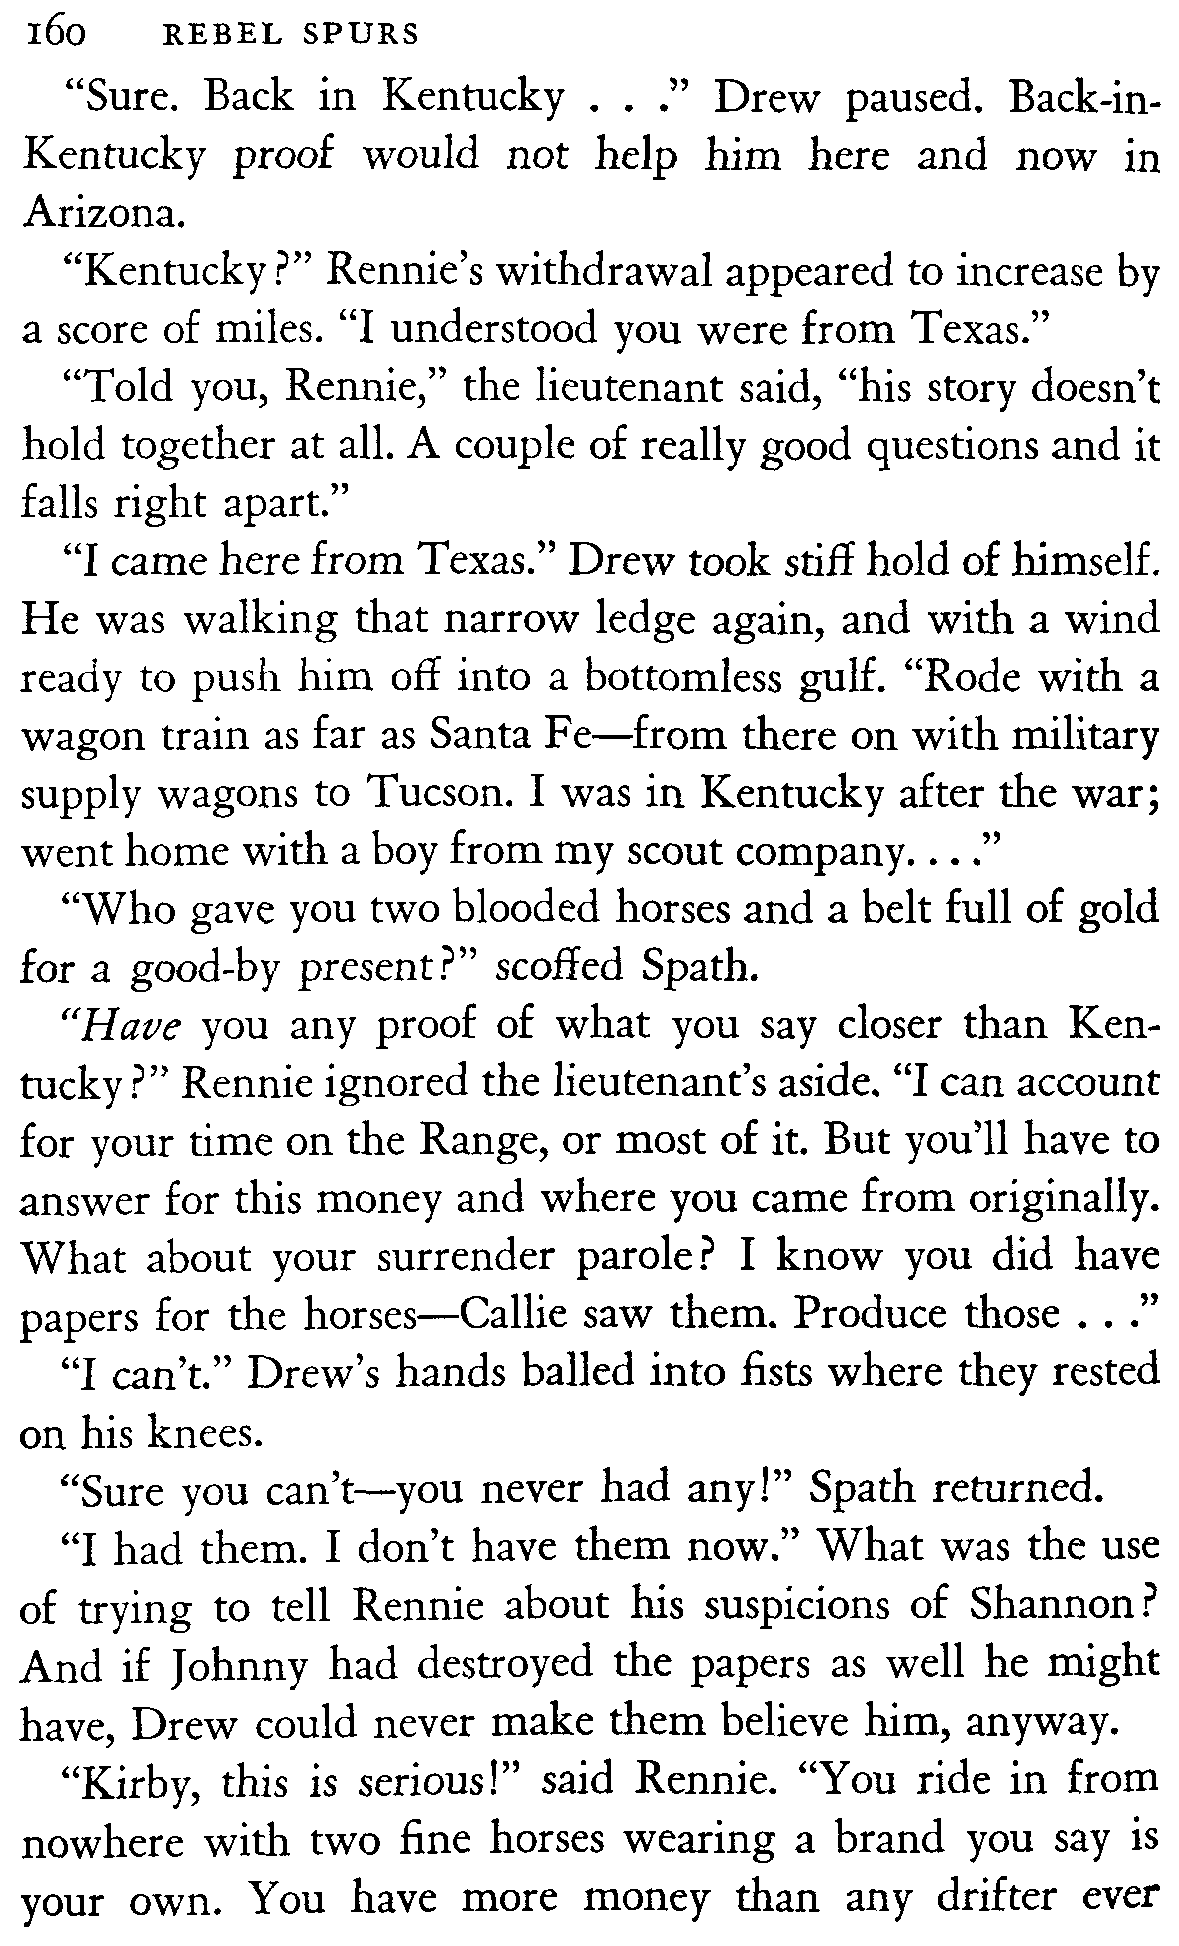 160 REBEL SPURS
“Sure. Back in Kentucky . . .” Drew paused. Back-in-
Kentucky proof would not help him here and now in
Arizona.
“Kentucky?” Rennie’s withdrawal appeared to increase by
a score of miles. “I understood you were from Texas.”
“Told you, Rennie,” the lieutenant said, “his story doesn’t
hold together at all. A couple of really good questions and it
falls right apart.”
“I came here from Texas.” Drew took stiff hold of himself.
He was walking that narrow ledge again, and with a wind
ready to push him off into a bottomless gulf. “Rode with a
wagon train as far as Santa Fe—from there on with military
supply wagons to Tucson. I was in Kentucky after the war;
went home with a boy from my scout company. . . .”
“Who gave you two blooded horses and a belt full of gold
for a good-by present?” scoffed Spath.
“Have you any proof of what you say closer than Ken-
tucky?” Rennie ignored the lieutenant’s aside. “I can account
for your time on the Range, or most of it. But you’ll have to
answer for this money and where you came from originally.
What about your surrender parole? I know you did have
papers for the horses—Callie saw them. Produce those . . .”
“I can’t.” Drew’s hands balled into fists where they rested
on his knees.
“Sure you can’t—you never had any!” Spath returned.
“I had them. I don’t have them now.” What was the use
of trying to tell Rennie about his suspicions of Shannon?
And if Johnny had destroyed the papers as well he might
have, Drew could never make them believe him, anyway.
“Kirby, this is serious!” said Rennie. “You ride in from
nowhere with two fine horses wearing a brand you say is
your own. You have more money than any drifter ever